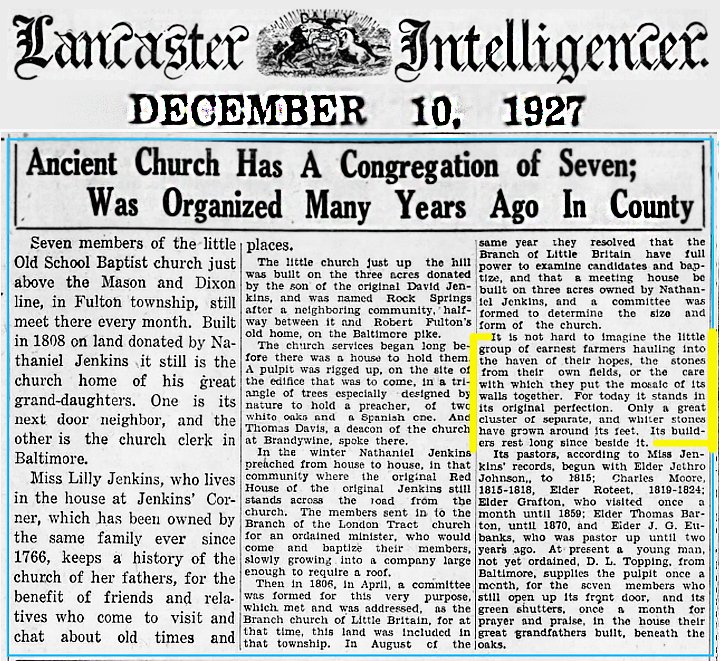 Lancaster DAILY Intelligencer.
DECEMBER 10, 1927
Ancient Church Has A Congregation of Seven;
Was Organized Many Years Ago In County
Seven members of the little
Old School Baptist church just
above the Mason and Dixon
line, in Fulton township, still
meet there every month. Built
in 1808 on land donated by Na-
thaniel Jenkins it still is the
church home of his great
grand-daughters. One is its
next door neighbor, and the
other is the church clerk in
Baltimore.
Miss Lilly Jenkins, who lives
in the house at Jenkins' Cor-
ner, which has been owned by
the same family ever since
1766, keeps a history of the
church of her fathers, for the
benefit of friends and rela-
tives who come to visit and
chat about old times and
places.
The little church just up the hill
was built on the three acres donated
by the son of the original David Jen-
kins, and was named Rock Springs
after a neighboring community, half-
way between it and Robert Fulton's
old home, on the Baltimore pike.
The church services began long be-
fore there was a house to hold them.
A pulpit was rigged up, on the site of
the edifice that was to come, in a tri-
angle of trees especially designed by
nature to hold a preacher, of two
white oaks and a Spanish one. And
Thomas Davis, a deacon of the church
at Brandywine, spoke there.
In the winter Nathaniel Jenkins
preached from house to house, in that
community where the original Red
House of the original Jenkins still
stands across the road from the
church. The members sent in to the
Branch of the London Tract church
for an ordained minister, who would
come and baptize their members,
slowly growing into a company large
enough to require a roof.
Then in 1806, in April, a committee
was formed for this very purpose,
which met and was addressed, as the
Branch church of Little Britain, for at
that time, this land was included in
that township. In August of the
same year they resolved that the
Branch of Little Britain have full
power to examine candidates and bap-
tize, and that a meeting house be
built on three acres owned by Nathan-
iel Jenkins, and a committee was
formed to determine the size and
form of the church.
It is not hard to imagine the little
group of earnest farmers hauling into
the haven of their hopes, the stones
from their own fields, or the care
with which they put the mosaic of its
walls together. For today it stands in
its original perfection. Only a great
cluster of separate, and whiter stones
have grown around its feet. Its build-
ers rest long since beside it.
Its pastors, according to Miss Jen-
kins' records, begun with Elder Jethro
Johnson,, to 1815; Charles Moore,
1815-1818, Elder Roteet, 1819-1824;
Elder Grafton, who visited once a
month until 1859; Elder Thomas Bar-
ton, until 1870, and Elder J. G. Eu-
banks, who was pastor up until two
years ago. At present a young man,
not yet ordained, D. L. Topping, from
Baltimore, supplies the pulpit once a
month, for the seven members who
still open up its front door, and its
green shutters, once a month for
prayer and praise, in the house their
great grandfathers built, beneath the
oaks.